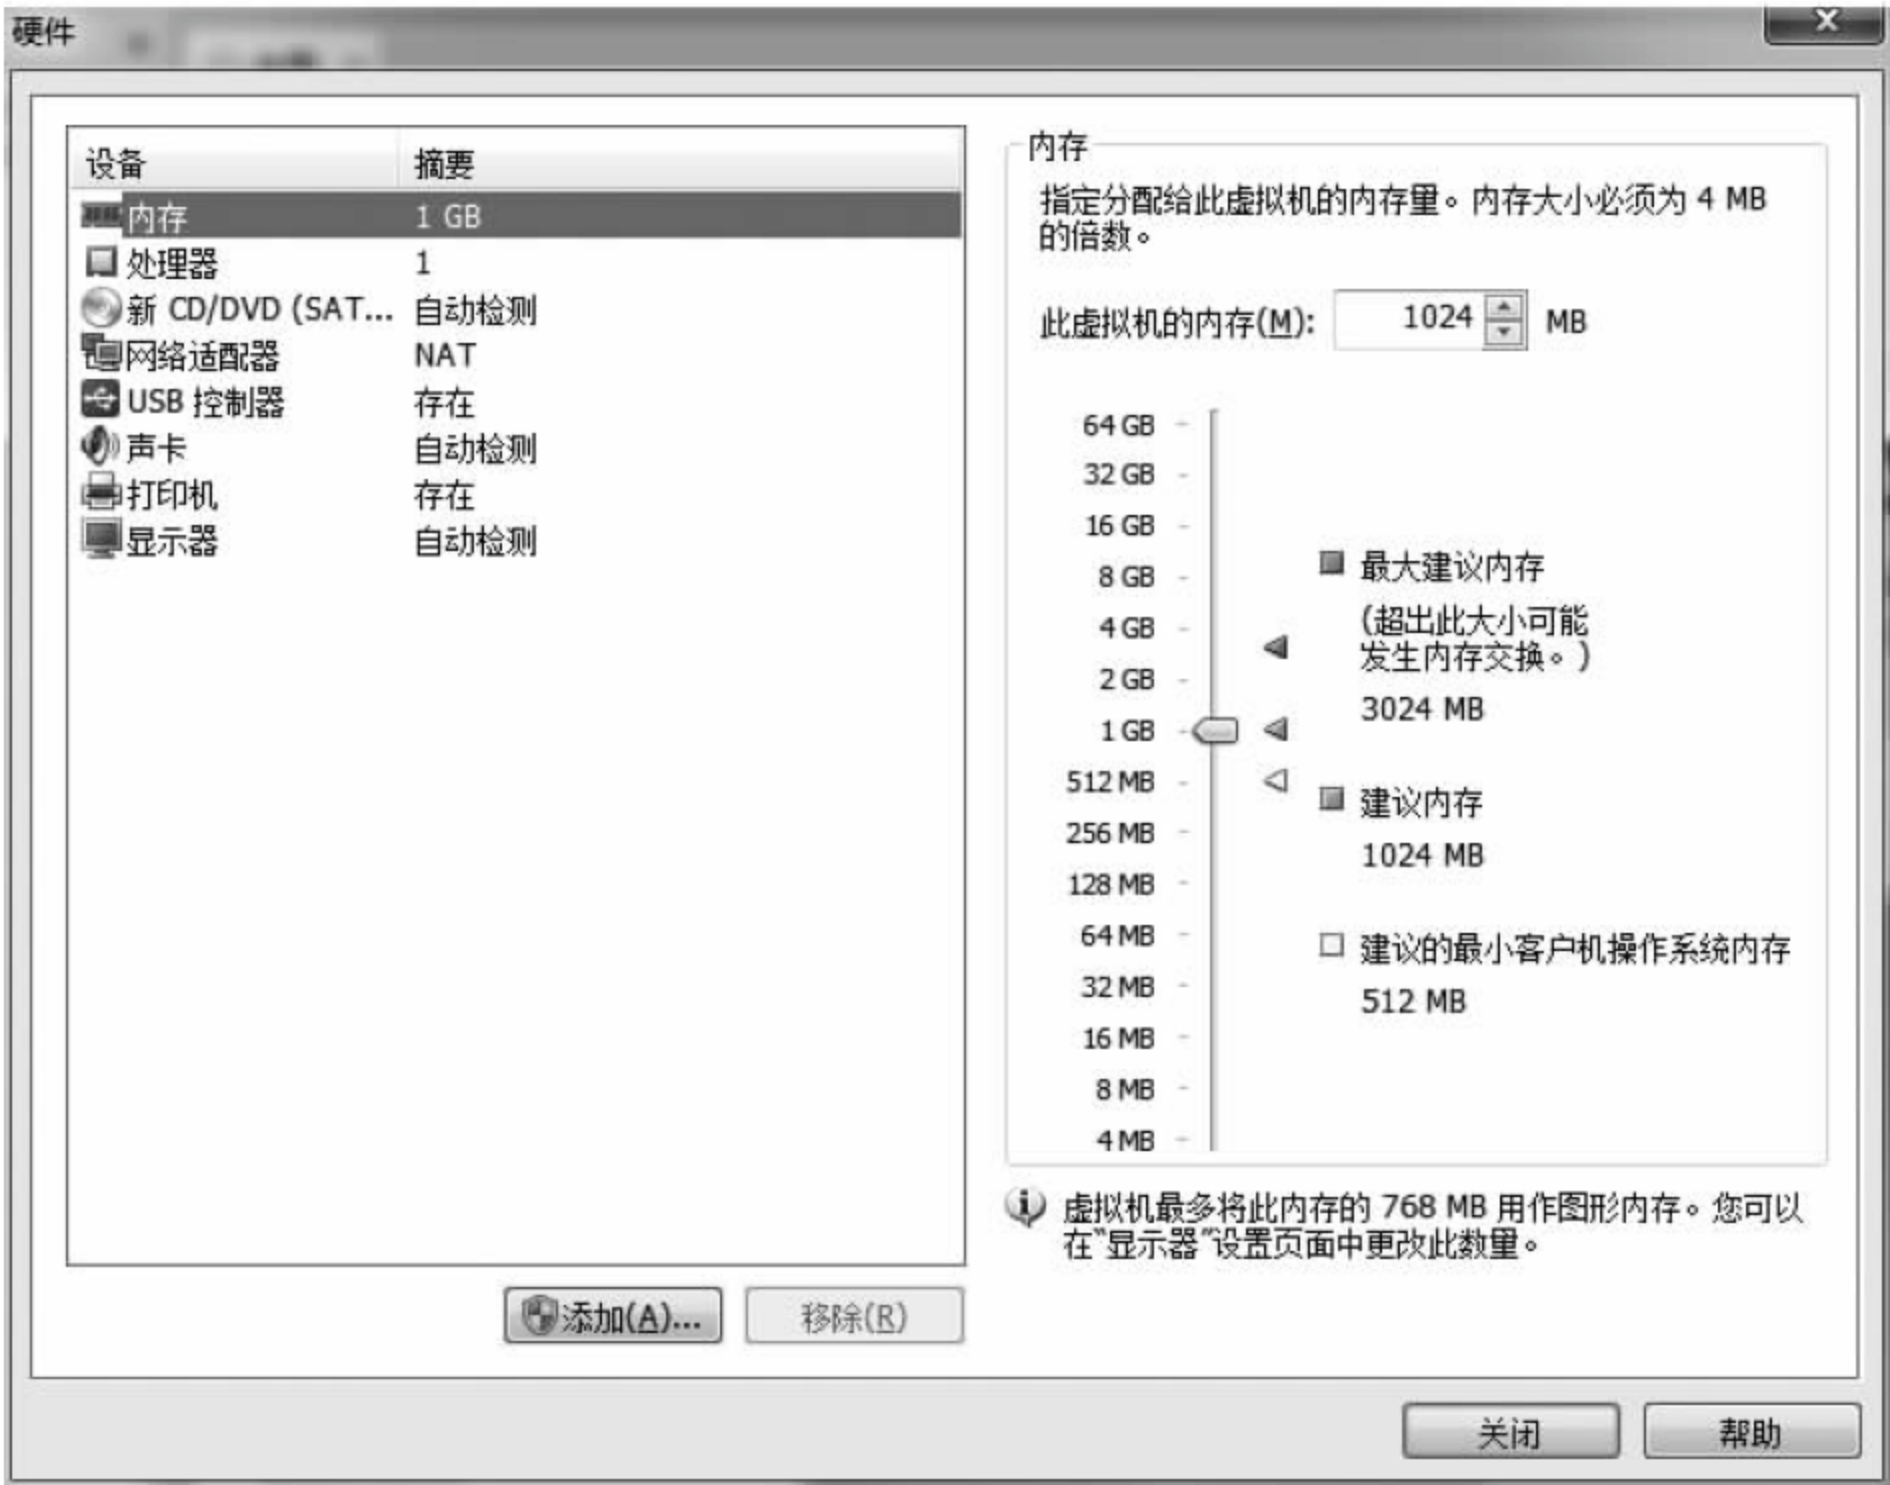 硬件
设备 摘要
内存 1 GB
处理器 1
新 CD/DVD (SAT... 自动检测
网络适配器 NAT
USB 控制器 存在
声卡 自动检测
打印机 存在
显示器 自动检测
添加(A)... 移除(R)
内存
指定分配给此虚拟机的内存量。内存大小必须为 4 MB
的倍数。
此虚拟机的内存(M): 1024 MB
64 GB
32 GB
16 GB
8 GB
4 GB
2 GB
1 GB
512 MB
256 MB
128 MB
64 MB
32 MB
16 MB
8 MB
4 MB
最大建议内存
(超出此大小可能
发生内存交换。)
3024 MB
建议内存
1024 MB
建议的最小客户机操作系统内存
512 MB
虚拟机最多将此内存的 768 MB 用作图形内存。您可以
在"显示器"设置页面中更改此数量。
关闭 帮助